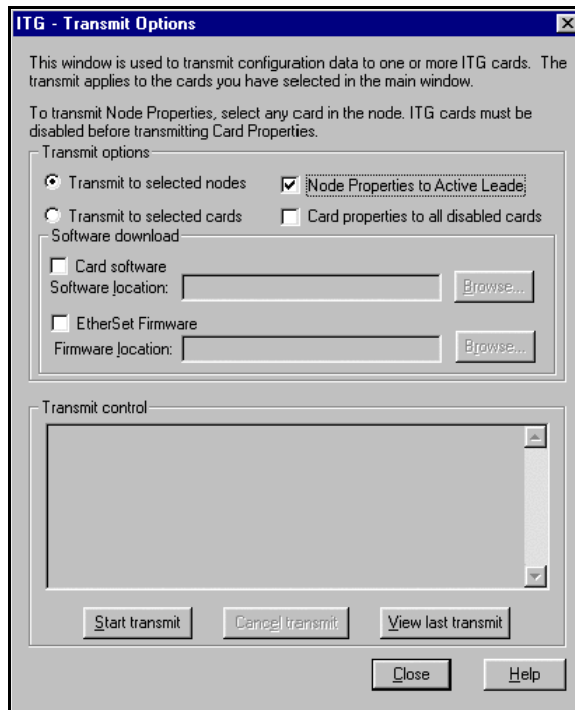 ITG - Transmit Options
This window is used to transmit configuration data to one or more ITG cards. The
transmit applies to the cards you have selected in the main window.
To transmit Node Properties, select any card in the node. ITG cards must be
disabled before transmitting Card Properties.
Transmit options
Transmit to selected nodes
Node Properties to Active Leade
Transmit to selected cards
Card properties to all disabled cards
Software download
Card software
Software location:
Browse...
EtherSet Firmware
Firmware location:
Browse...
Transmit control
Start transmit
Cancel transmit
View last transmit
Close
Help